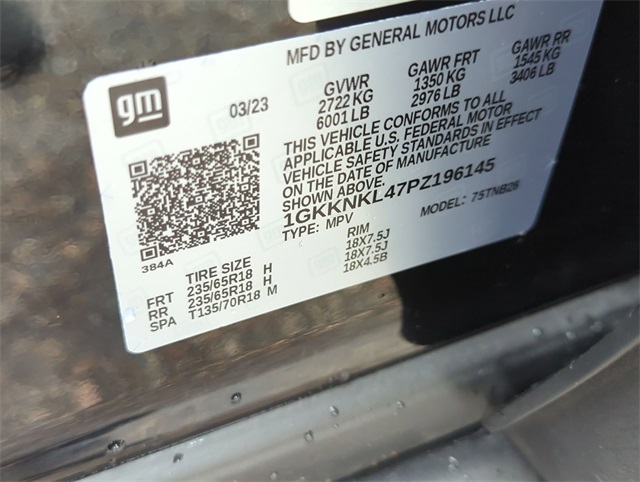 MFD BY GENERAL MOTORS LLC
gm
03/23
GVWR GAWR FRT GAWR RR
2722 KG 1350 KG 1545 KG
6001 LB 2976 LB 3406 LB
THIS VEHICLE CONFORMS TO ALL
APPLICABLE U.S. FEDERAL MOTOR
VEHICLE SAFETY STANDARDS IN EFFECT
ON THE DATE OF MANUFACTURE
SHOWN ABOVE.
1GKKNKL47PZ196145
TYPE: MPV MODEL: 75TNB26
384A
TIRE SIZE RIM
FRT 235/65R18 H 18X7.5J
RR 235/65R18 H 18X7.5J
SPA T135/70R18 M 18X4.5B